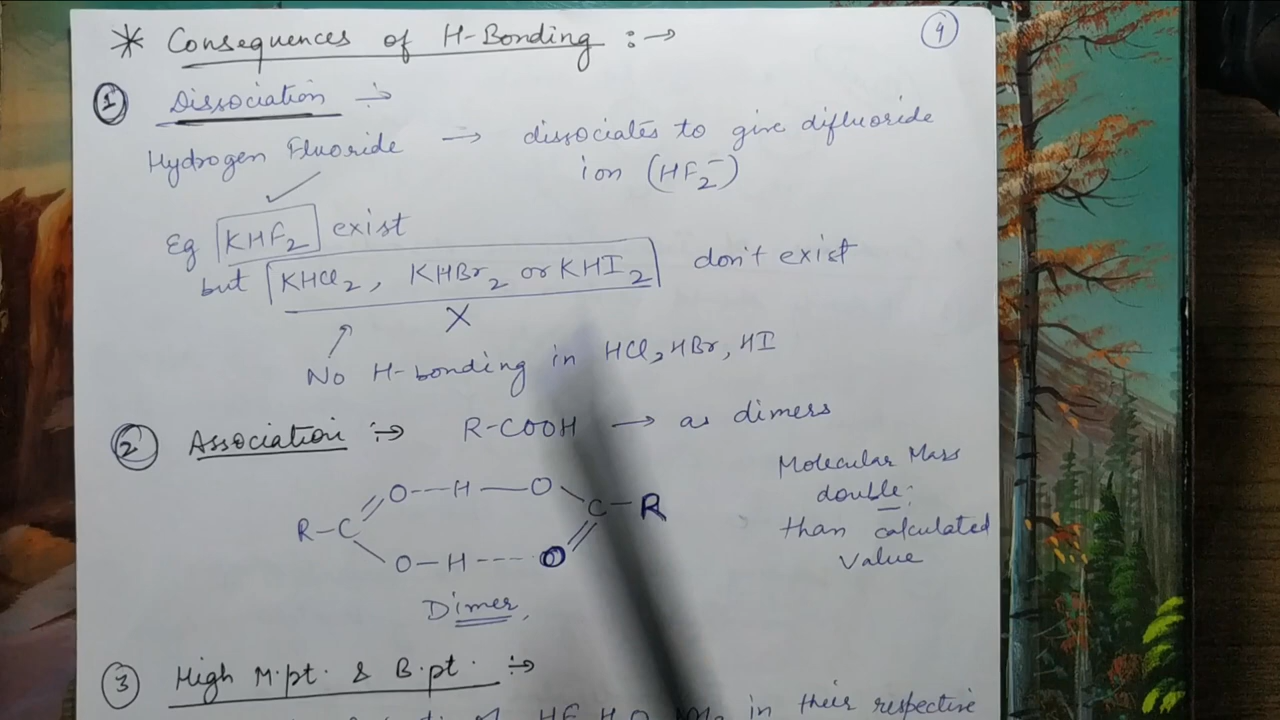 * Consequences of H-Bonding :→
④
① Dissociation ÷>
Hydrogen Fluoride → dissociates to give difluoride
ion (HF₂⁻)
Eg KHF₂ exist
but KHCl₂, KHBr₂ or KHI₂ don't exist
X
No H-bonding in HCl, HBr, HI
② Association :→ R-COOH → as dimers
Molecular Mass
double
than calculated
value
R-C O---H—O C-R
O-H---O
Dimer
③ High M.pt. & B.pt. :→
HF, H₂O, in their respective